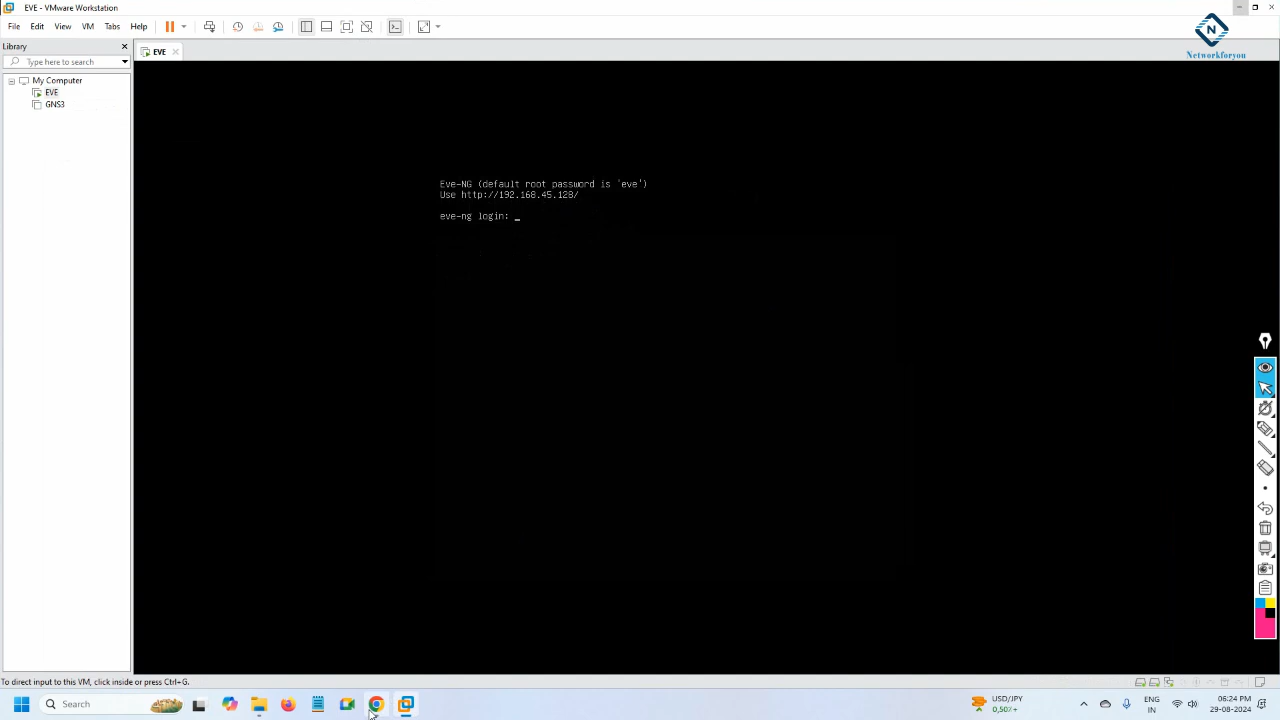 EVE - VMware Workstation
File Edit View VM Tabs Help
N
Networkforyou
Library
EVE
Type here to search
My Computer
EVE
GNS3
Eve-NG (default root password is 'eve')
Use http://192.168.45.128/
eve-ng login: _
To direct input to this VM, click inside or press Ctrl+G.
Search
USD/JPY
0,50%+
ENG
IN
06:24 PM
29-08-2024